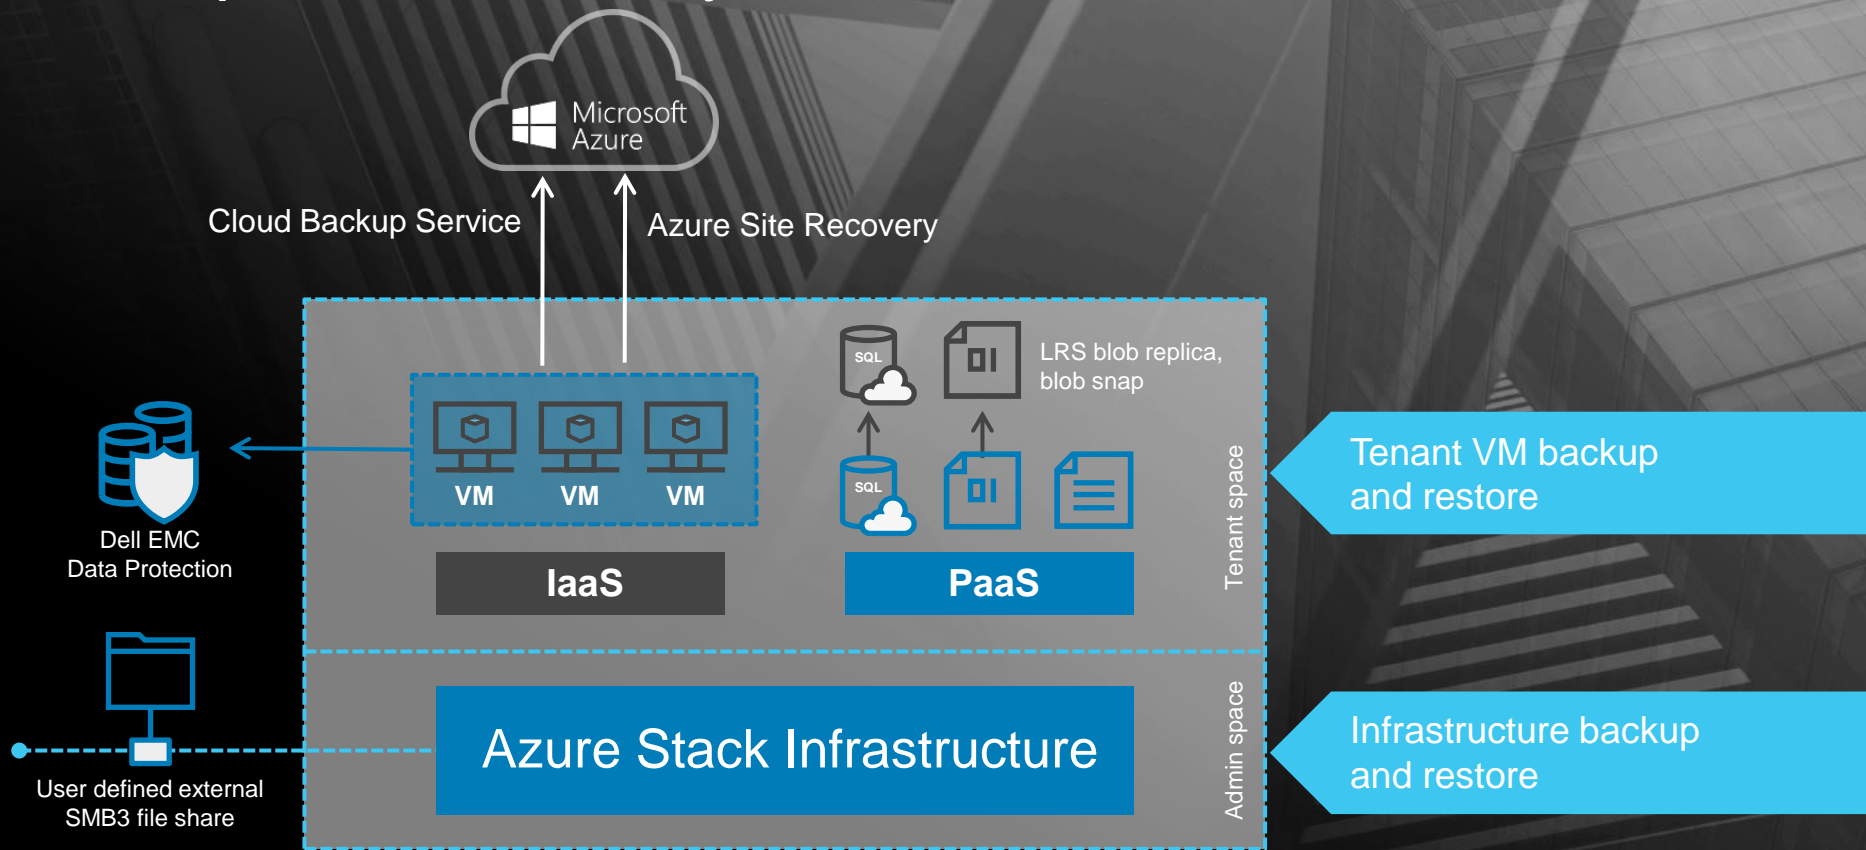 Microsoft
Azure
Cloud Backup Service
Azure Site Recovery
SQL
LRS blob replica,
blob snap
SQL
VM
VM
VM
Dell EMC
Data Protection
IaaS
PaaS
Tenant space
Tenant VM backup
and restore
Azure Stack Infrastructure
Admin space
Infrastructure backup
and restore
User defined external
SMB3 file share